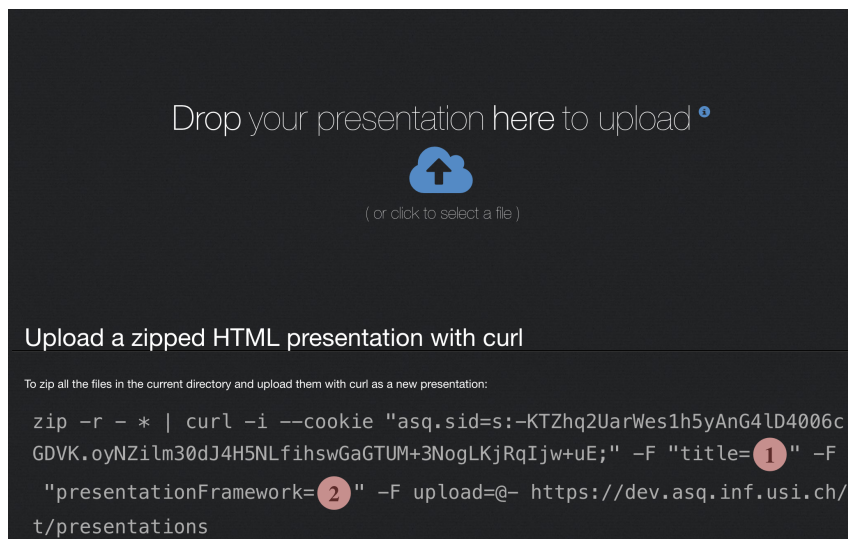 Drop your presentation here to upload
( or click to select a file )
Upload a zipped HTML presentation with curl
To zip all the files in the current directory and upload them with curl as a new presentation:
zip -r - * | curl -i --cookie "asq.sid=s:-KTZhq2UarWes1h5yAnG4lD4006c
GDVK.oyNZilm30dJ4H5NLfihswGaGTUM+3NogLKjRqIjw+uE;" -F "title=1" -F
"presentationFramework=2" -F upload=@- https://dev.asq.inf.usi.ch/
t/presentations